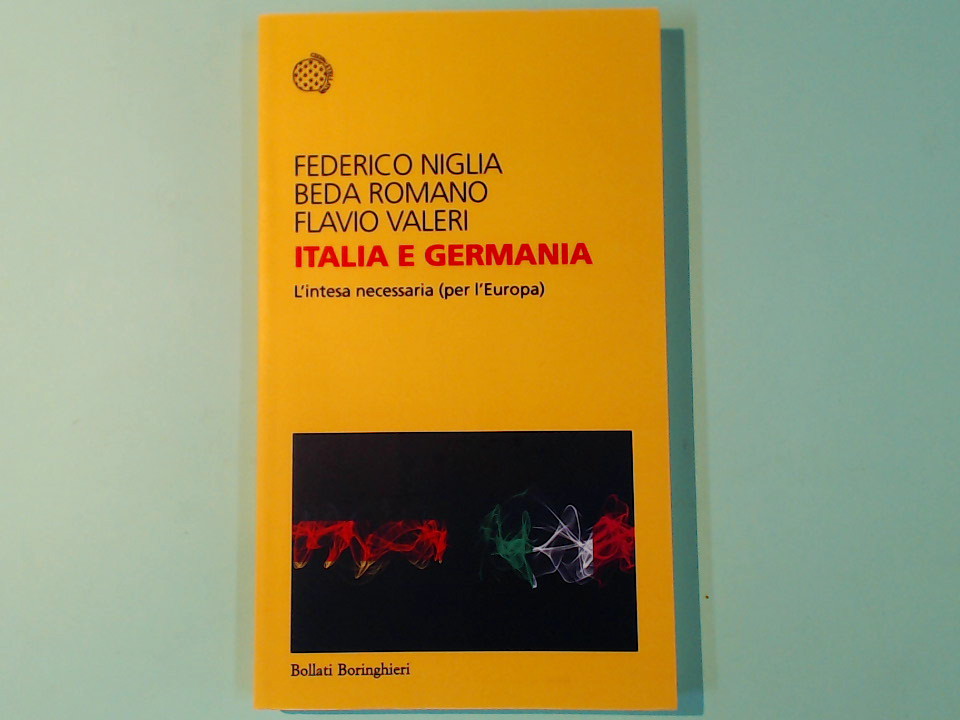 FEDERICO NIGLIA
BEDA ROMANO
FLAVIO VALERI
ITALIA E GERMANIA
L'intesa necessaria (per l'Europa)
Bollati Boringhieri